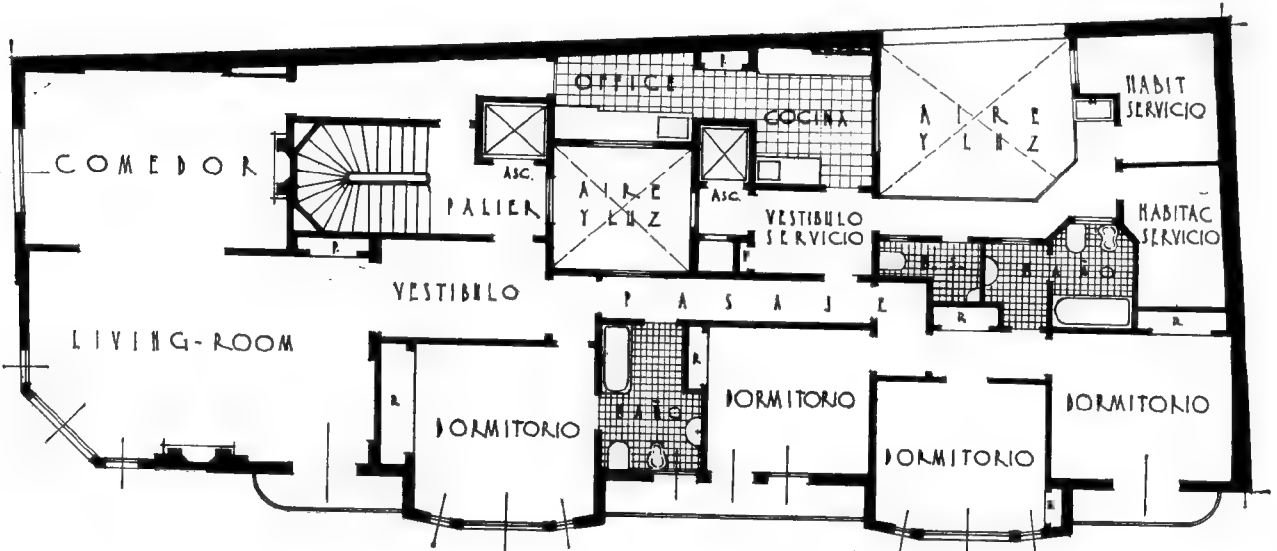 OFFICE
P.
COCINA
AIRE
Y LUZ
HABIT
SERVICIO
COMEDOR
ASC.
PALIER
AIRE
Y LUZ
ASC.
VESTIBULO
SERVICIO
HABITAC
SERVICIO
P.
B. S.
BAÑO
VESTIBULO
PASAJE
R
R
LIVING-ROOM
R
R
DORMITORIO
BAÑO
DORMITORIO
DORMITORIO
DORMITORIO